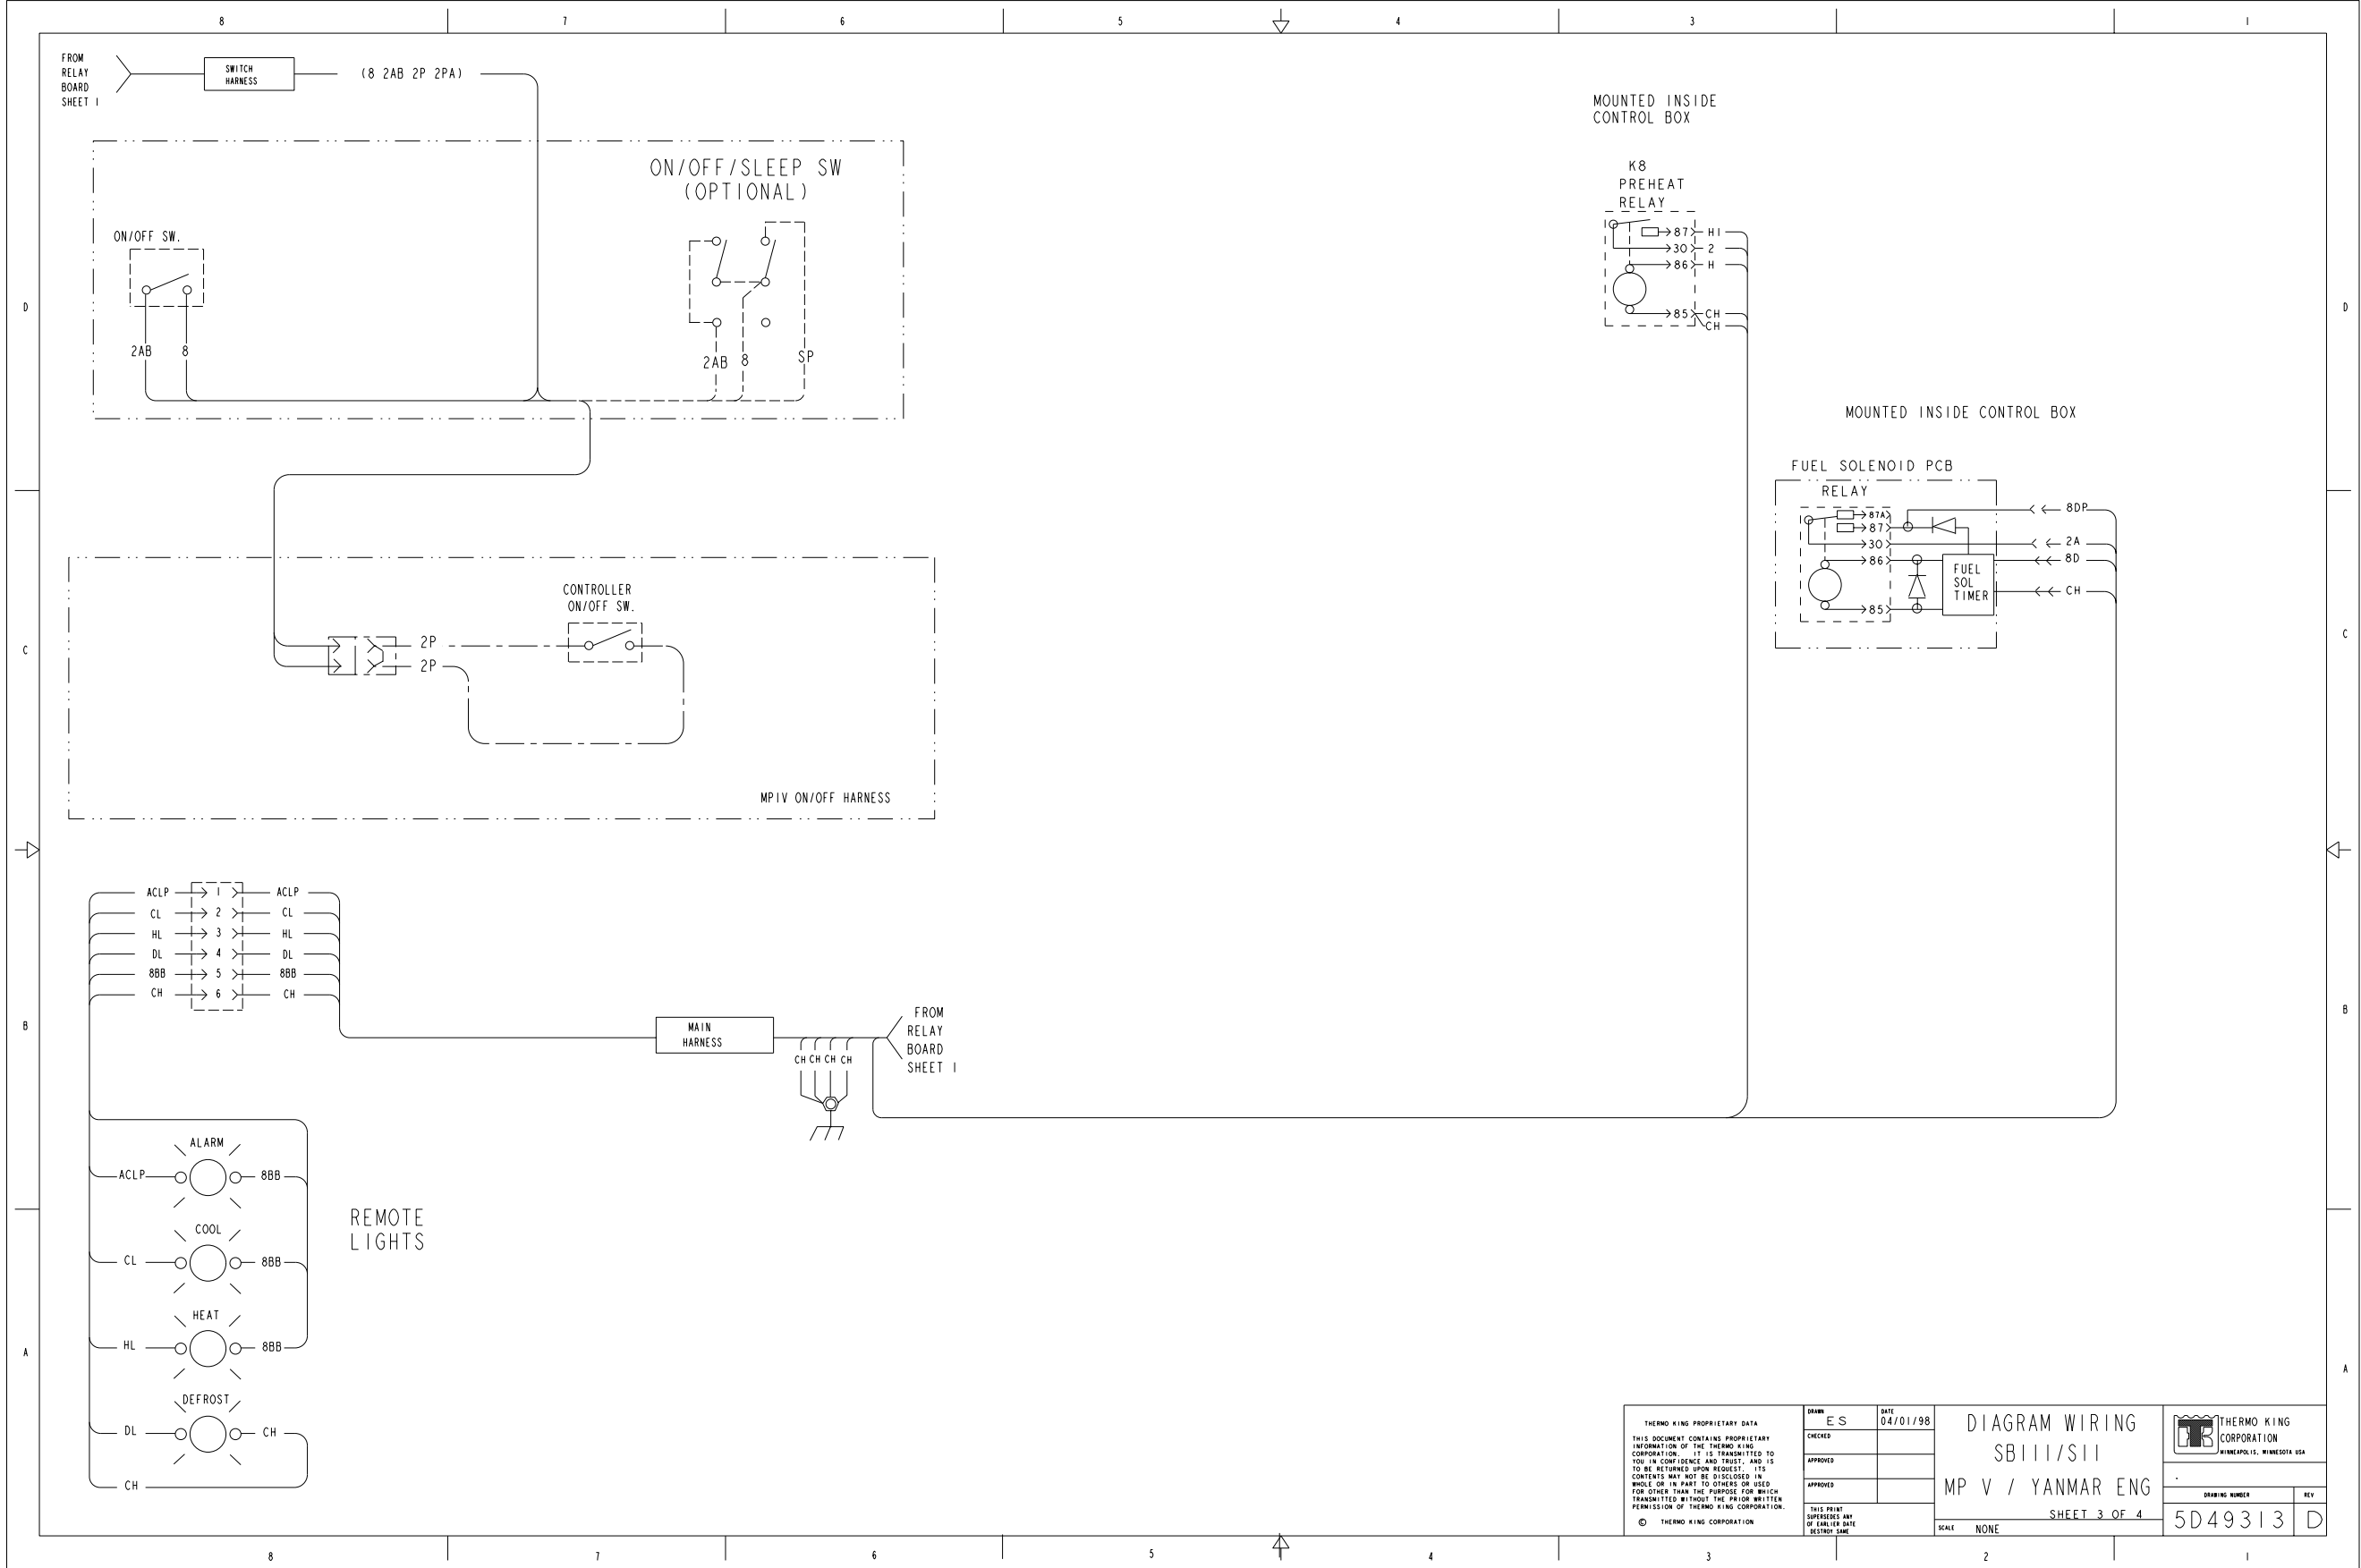 8 7 6 5 4 3 1
FROM
RELAY
BOARD
SHEET 1
SWITCH
HARNESS
(8 2AB 2P 2PA)
ON/OFF/SLEEP SW
(OPTIONAL)
ON/OFF SW.
2AB 8
2AB 8 SP
D
D
MOUNTED INSIDE
CONTROL BOX
K8
PREHEAT
RELAY
87 H1
30 2
86 H
85 CH
CH
MOUNTED INSIDE CONTROL BOX
FUEL SOLENOID PCB
RELAY
87A
87
30
86
85
FUEL
SOL
TIMER
8DP
2A
8D
CH
C
C
CONTROLLER
ON/OFF SW.
2P
2P
MPIV ON/OFF HARNESS
ACLP 1 ACLP
CL 2 CL
HL 3 HL
DL 4 DL
8BB 5 8BB
CH 6 CH
B
B
MAIN
HARNESS
CH CH CH CH
FROM
RELAY
BOARD
SHEET 1
ALARM
ACLP 8BB
COOL
CL 8BB
HEAT
HL 8BB
DEFROST
DL CH
CH
REMOTE
LIGHTS
A
A
THERMO KING PROPRIETARY DATA
THIS DOCUMENT CONTAINS PROPRIETARY
INFORMATION OF THE THERMO KING
CORPORATION. IT IS TRANSMITTED TO
YOU IN CONFIDENCE AND TRUST, AND IS
TO BE RETURNED UPON REQUEST. ITS
CONTENTS MAY NOT BE DISCLOSED IN
WHOLE OR IN PART TO OTHERS OR USED
FOR OTHER THAN THE PURPOSE FOR WHICH
TRANSMITTED WITHOUT THE PRIOR WRITTEN
PERMISSION OF THERMO KING CORPORATION.
© THERMO KING CORPORATION
DRAWN
ES
DATE
04/01/98
CHECKED
APPROVED
APPROVED
THIS PRINT
SUPERSEDES ANY
OF EARLIER DATE
DESTROY SAME
DIAGRAM WIRING
SBIII/SII
MP V / YANMAR ENG
SHEET 3 OF 4
SCALE NONE
THERMO KING
CORPORATION
MINNEAPOLIS, MINNESOTA USA
DRAWING NUMBER
5D49313
REV
D
8 7 6 5 4 3 2 1